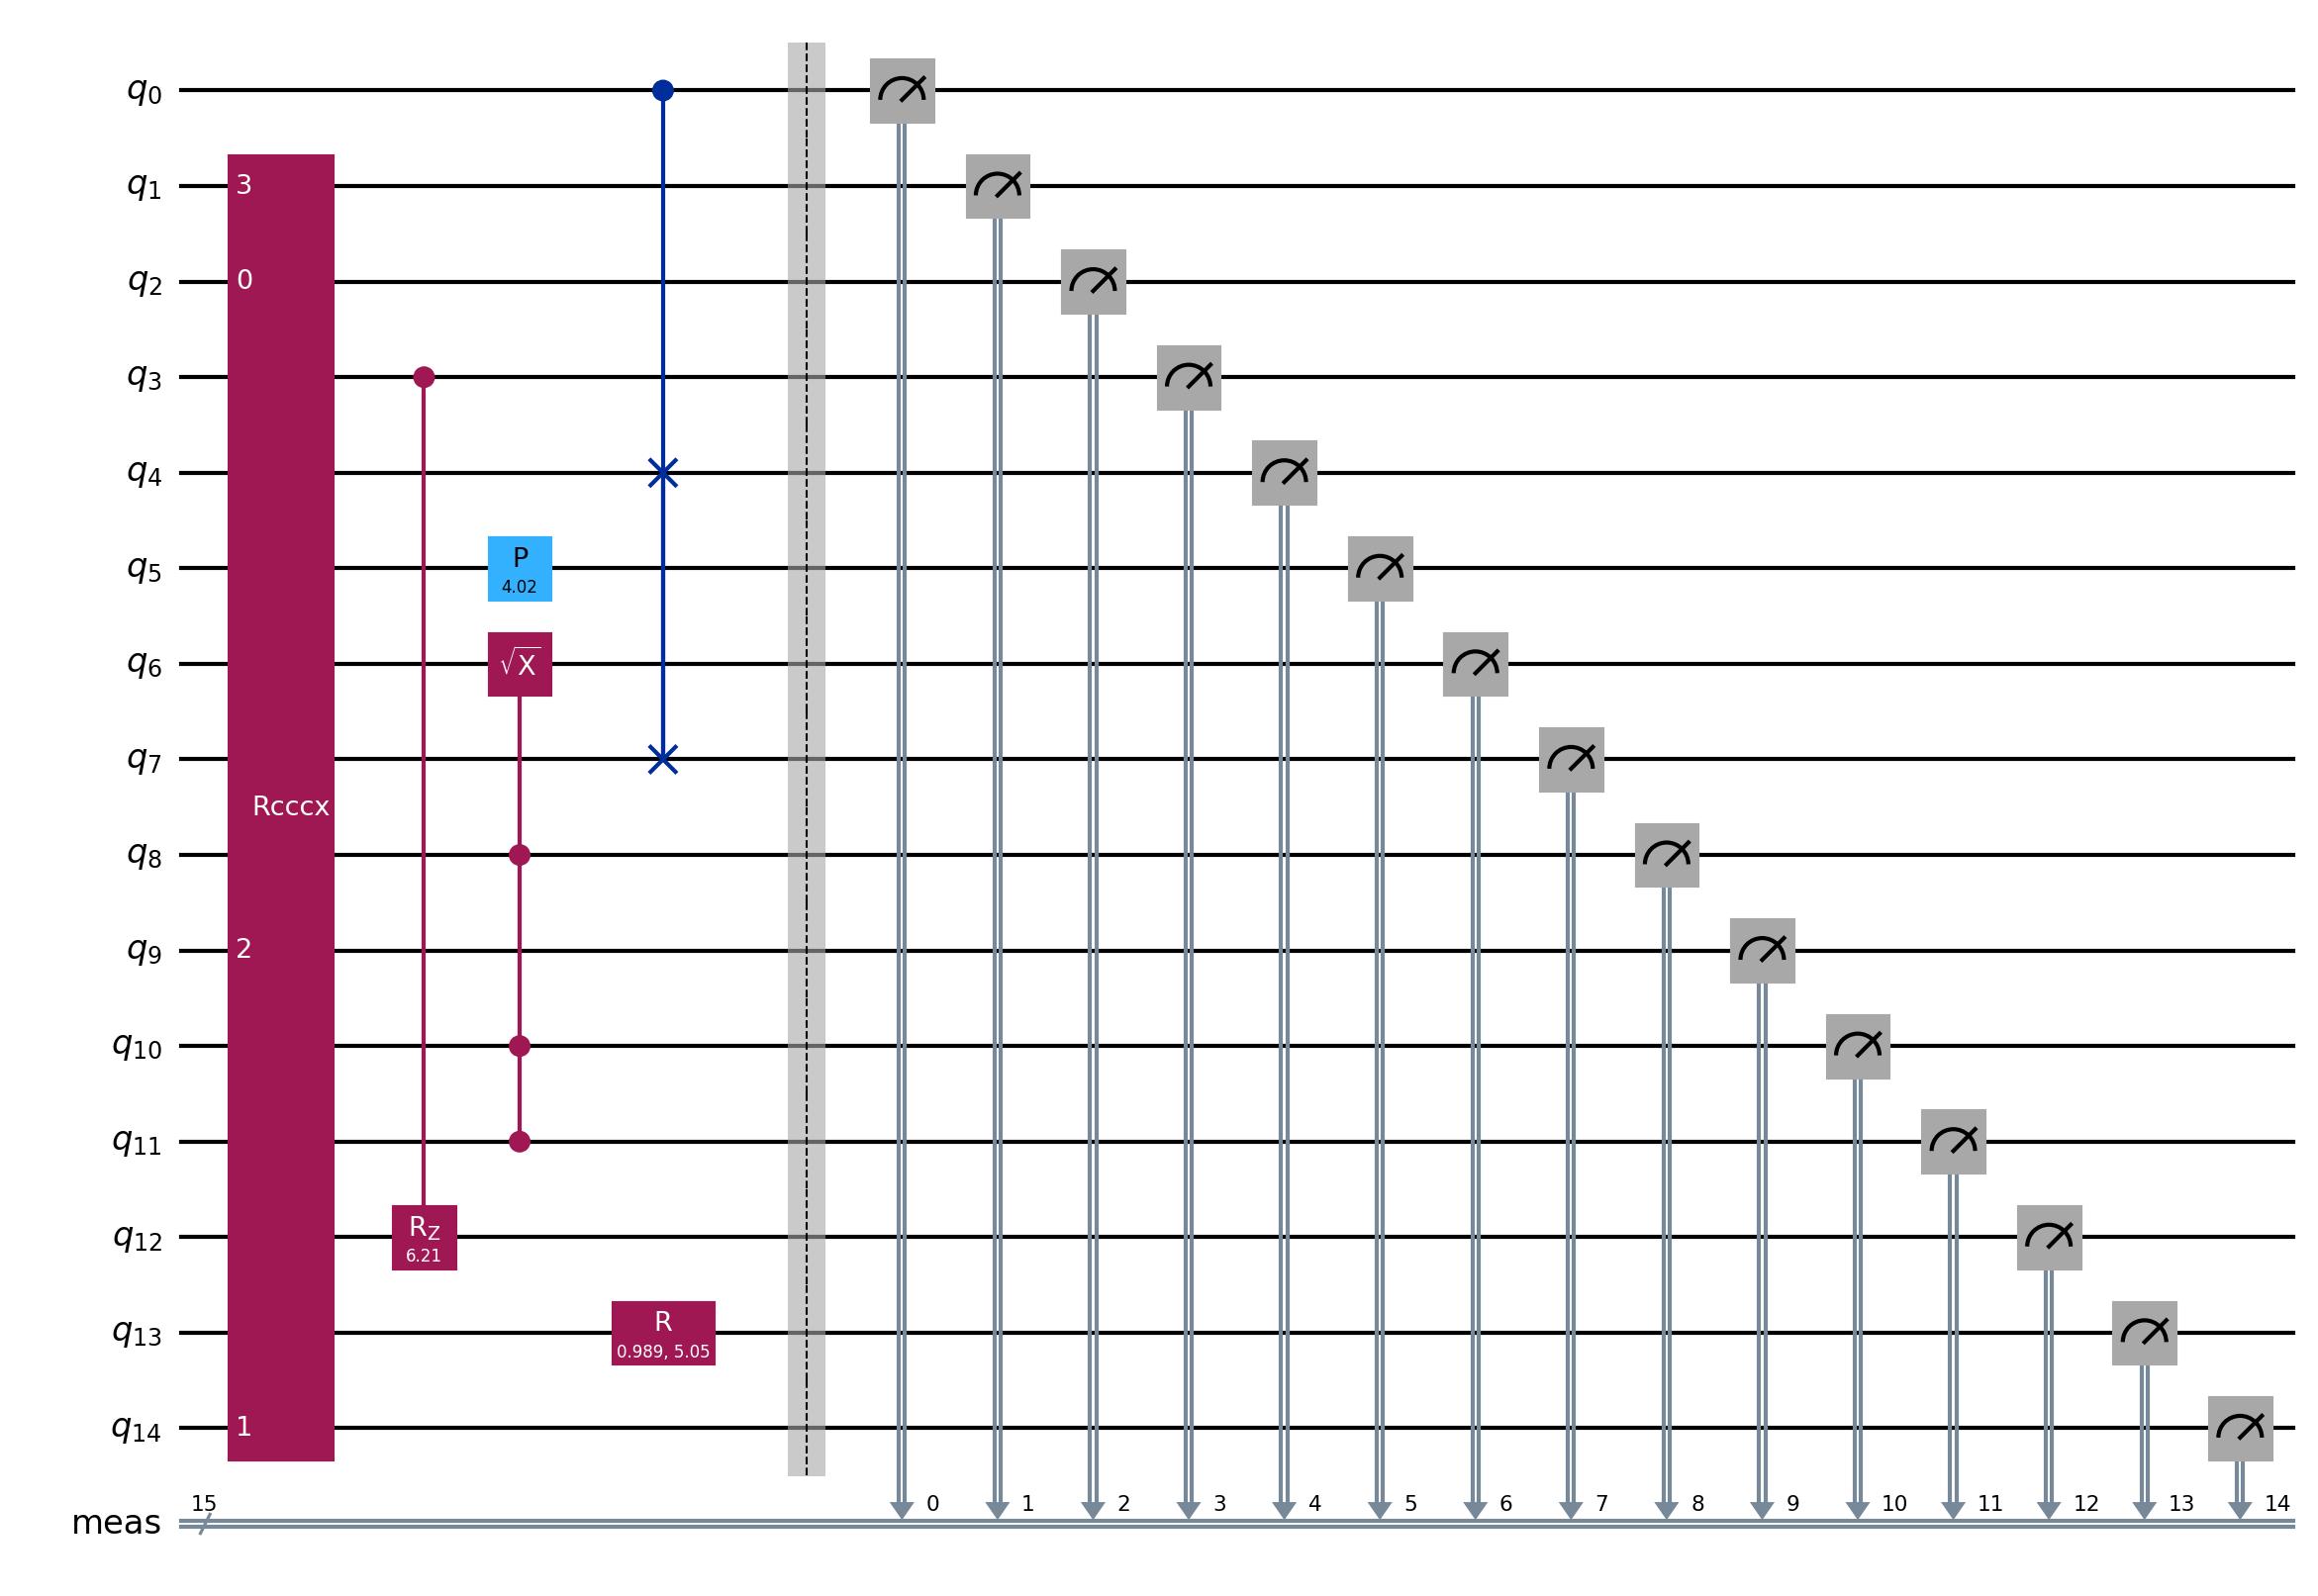 q0
q1 3
q2 0
q3
q4
q5 P
4.02
q6 √X
q7
Rcccx
q8
q9 2
q10
q11
q12 RZ
6.21
q13 R
0.989, 5.05
q14 1
meas 15 0 1 2 3 4 5 6 7 8 9 10 11 12 13 14